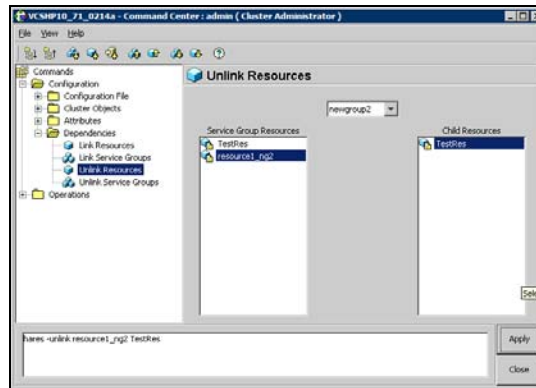 VCSHP10_71_0214a - Command Center : admin ( Cluster Administrator )
File View Help
Commands
Configuration
Configuration File
Cluster Objects
Attributes
Dependencies
Link Resources
Link Service Groups
Unlink Resources
Unlink Service Groups
Operations
Unlink Resources
newgroup2
Service Group Resources
TestRes
resource1_ng2
Child Resources
TestRes
Sele
hares -unlink resource1_ng2 TestRes
Apply
Close